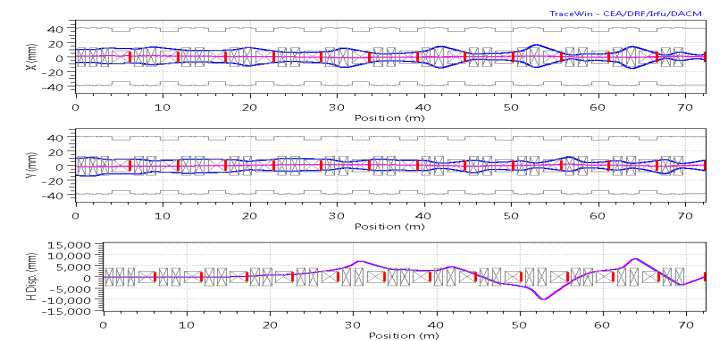 TraceWin - CEA/DRF/Irfu/DACM
X (mm)
40
20
0
-20
-40
0 10 20 30 40 50 60 70
Position (m)
Y (mm)
40
20
0
-20
-40
0 10 20 30 40 50 60 70
Position (m)
H Disp. (mm)
15,000
10,000
5,000
0
-5,000
-10,000
-15,000
0 10 20 30 40 50 60 70
Position (m)